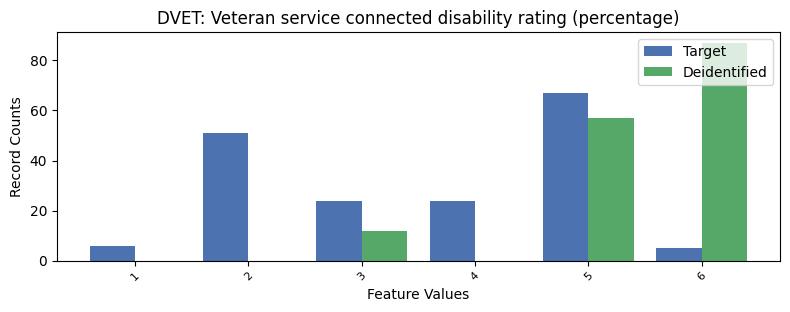 DVET: Veteran service connected disability rating (percentage)
Target
Deidentified
80
60
40
20
0
Record Counts
1 2 3 4 5 6
Feature Values